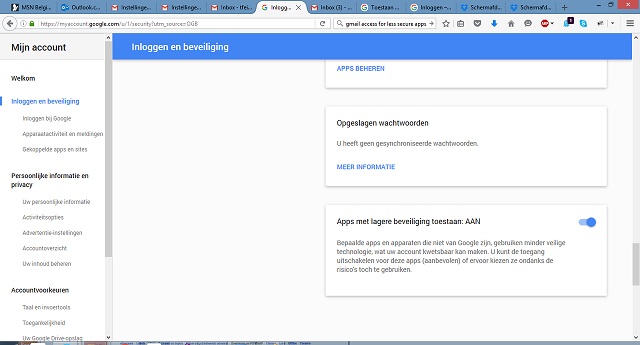 MSN Belgi...
Outlook.c...
Instellinge...
Instellinge...
Inbox - tfei...
Inlogg...
Inbox (3) - ...
Toestaan ...
Inloggen –...
Schermafd...
Schermafd...
https://myaccount.google.com/u/1/security?utm_source=OGB
gmail access for less secure apps
Mijn account
Inloggen en beveiliging
Welkom
Inloggen en beveiliging
Inloggen bij Google
Apparaatactiviteit en meldingen
Gekoppelde apps en sites
Persoonlijke informatie en
privacy
Uw persoonlijke informatie
Activiteitsopties
Advertentie-instellingen
Accountoverzicht
Uw inhoud beheren
Accountvoorkeuren
Taal en invoertools
Toegankelijkheid
Uw Google Drive-opslag
APPS BEHEREN
Opgeslagen wachtwoorden
U heeft geen gesynchroniseerde wachtwoorden.
MEER INFORMATIE
Apps met lagere beveiliging toestaan: AAN
Bepaalde apps en apparaten die niet van Google zijn, gebruiken minder veilige
technologie, wat uw account kwetsbaar kan maken. U kunt de toegang
uitschakelen voor deze apps (aanbevolen) of ervoor kiezen ze ondanks de
risico's toch te gebruiken.